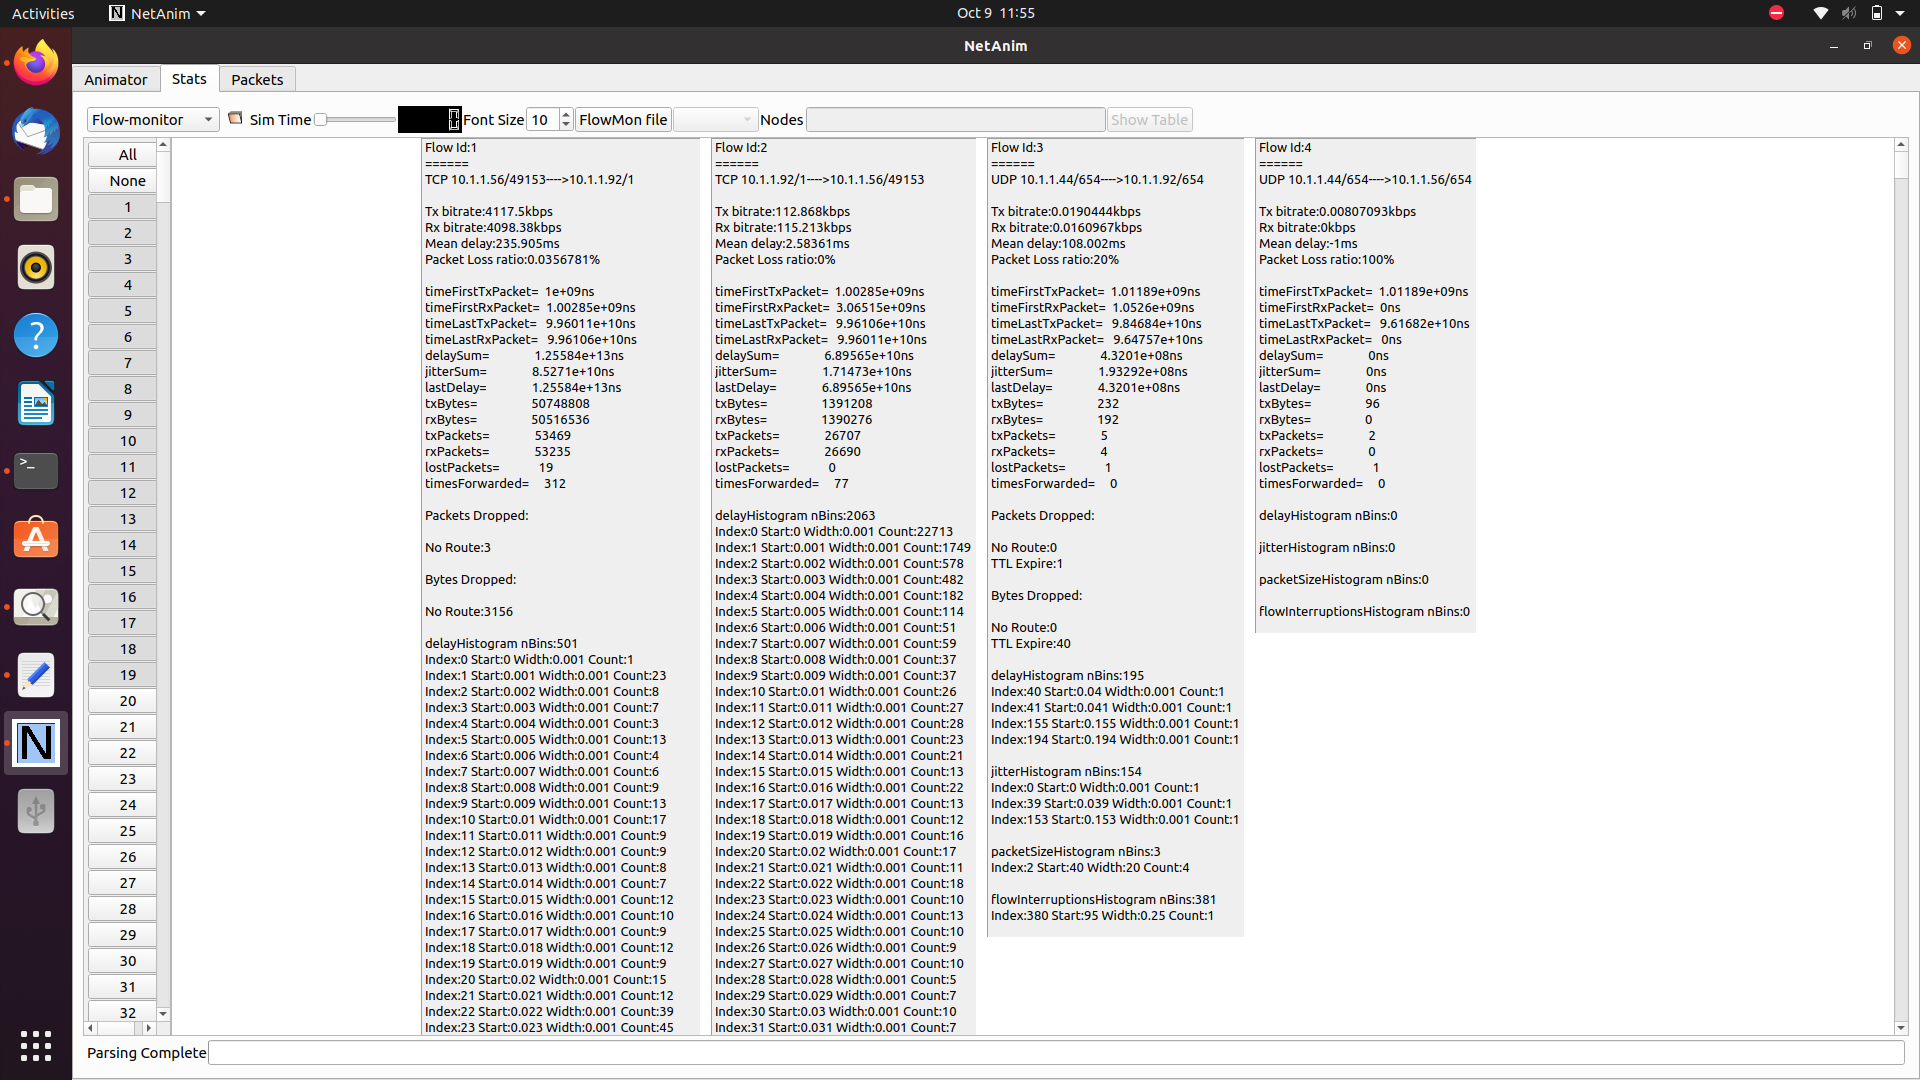 Activities
NetAnim
Oct 9 11:55
NetAnim
Animator
Stats
Packets
Flow-monitor
Sim Time
0
Font Size
10
FlowMon file
Nodes
Show Table
All
None
1
2
3
4
5
6
7
8
9
10
11
12
13
14
15
16
17
18
19
20
21
22
23
24
25
26
27
28
29
30
31
32
Flow Id:1
======
TCP 10.1.1.56/49153---->10.1.1.92/1
Tx bitrate:4117.5kbps
Rx bitrate:4098.38kbps
Mean delay:235.905ms
Packet Loss ratio:0.0356781%
timeFirstTxPacket= 1e+09ns
timeFirstRxPacket= 1.00285e+09ns
timeLastTxPacket= 9.96011e+10ns
timeLastRxPacket= 9.96106e+10ns
delaySum= 1.25584e+13ns
jitterSum= 8.5271e+10ns
lastDelay= 1.25584e+13ns
txBytes= 50748808
rxBytes= 50516536
txPackets= 53469
rxPackets= 53235
lostPackets= 19
timesForwarded= 312
Packets Dropped:
No Route:3
Bytes Dropped:
No Route:3156
delayHistogram nBins:501
Index:0 Start:0 Width:0.001 Count:1
Index:1 Start:0.001 Width:0.001 Count:23
Index:2 Start:0.002 Width:0.001 Count:8
Index:3 Start:0.003 Width:0.001 Count:7
Index:4 Start:0.004 Width:0.001 Count:3
Index:5 Start:0.005 Width:0.001 Count:13
Index:6 Start:0.006 Width:0.001 Count:4
Index:7 Start:0.007 Width:0.001 Count:6
Index:8 Start:0.008 Width:0.001 Count:9
Index:9 Start:0.009 Width:0.001 Count:13
Index:10 Start:0.01 Width:0.001 Count:17
Index:11 Start:0.011 Width:0.001 Count:9
Index:12 Start:0.012 Width:0.001 Count:9
Index:13 Start:0.013 Width:0.001 Count:8
Index:14 Start:0.014 Width:0.001 Count:7
Index:15 Start:0.015 Width:0.001 Count:12
Index:16 Start:0.016 Width:0.001 Count:10
Index:17 Start:0.017 Width:0.001 Count:9
Index:18 Start:0.018 Width:0.001 Count:12
Index:19 Start:0.019 Width:0.001 Count:9
Index:20 Start:0.02 Width:0.001 Count:15
Index:21 Start:0.021 Width:0.001 Count:12
Index:22 Start:0.022 Width:0.001 Count:39
Index:23 Start:0.023 Width:0.001 Count:45
Flow Id:2
======
TCP 10.1.1.92/1---->10.1.1.56/49153
Tx bitrate:112.868kbps
Rx bitrate:115.213kbps
Mean delay:2.58361ms
Packet Loss ratio:0%
timeFirstTxPacket= 1.00285e+09ns
timeFirstRxPacket= 3.06515e+09ns
timeLastTxPacket= 9.96106e+10ns
timeLastRxPacket= 9.96011e+10ns
delaySum= 6.89565e+10ns
jitterSum= 1.71473e+10ns
lastDelay= 6.89565e+10ns
txBytes= 1391208
rxBytes= 1390276
txPackets= 26707
rxPackets= 26690
lostPackets= 0
timesForwarded= 77
delayHistogram nBins:2063
Index:0 Start:0 Width:0.001 Count:22713
Index:1 Start:0.001 Width:0.001 Count:1749
Index:2 Start:0.002 Width:0.001 Count:578
Index:3 Start:0.003 Width:0.001 Count:482
Index:4 Start:0.004 Width:0.001 Count:182
Index:5 Start:0.005 Width:0.001 Count:114
Index:6 Start:0.006 Width:0.001 Count:51
Index:7 Start:0.007 Width:0.001 Count:59
Index:8 Start:0.008 Width:0.001 Count:37
Index:9 Start:0.009 Width:0.001 Count:37
Index:10 Start:0.01 Width:0.001 Count:26
Index:11 Start:0.011 Width:0.001 Count:27
Index:12 Start:0.012 Width:0.001 Count:28
Index:13 Start:0.013 Width:0.001 Count:23
Index:14 Start:0.014 Width:0.001 Count:21
Index:15 Start:0.015 Width:0.001 Count:13
Index:16 Start:0.016 Width:0.001 Count:22
Index:17 Start:0.017 Width:0.001 Count:13
Index:18 Start:0.018 Width:0.001 Count:12
Index:19 Start:0.019 Width:0.001 Count:16
Index:20 Start:0.02 Width:0.001 Count:17
Index:21 Start:0.021 Width:0.001 Count:11
Index:22 Start:0.022 Width:0.001 Count:18
Index:23 Start:0.023 Width:0.001 Count:10
Index:24 Start:0.024 Width:0.001 Count:13
Index:25 Start:0.025 Width:0.001 Count:10
Index:26 Start:0.026 Width:0.001 Count:9
Index:27 Start:0.027 Width:0.001 Count:10
Index:28 Start:0.028 Width:0.001 Count:5
Index:29 Start:0.029 Width:0.001 Count:7
Index:30 Start:0.03 Width:0.001 Count:10
Index:31 Start:0.031 Width:0.001 Count:7
Flow Id:3
======
UDP 10.1.1.44/654---->10.1.1.92/654
Tx bitrate:0.0190444kbps
Rx bitrate:0.0160967kbps
Mean delay:108.002ms
Packet Loss ratio:20%
timeFirstTxPacket= 1.01189e+09ns
timeFirstRxPacket= 1.0526e+09ns
timeLastTxPacket= 9.84684e+10ns
timeLastRxPacket= 9.64757e+10ns
delaySum= 4.3201e+08ns
jitterSum= 1.93292e+08ns
lastDelay= 4.3201e+08ns
txBytes= 232
rxBytes= 192
txPackets= 5
rxPackets= 4
lostPackets= 1
timesForwarded= 0
Packets Dropped:
No Route:0
TTL Expire:1
Bytes Dropped:
No Route:0
TTL Expire:40
delayHistogram nBins:195
Index:40 Start:0.04 Width:0.001 Count:1
Index:41 Start:0.041 Width:0.001 Count:1
Index:155 Start:0.155 Width:0.001 Count:1
Index:194 Start:0.194 Width:0.001 Count:1
jitterHistogram nBins:154
Index:0 Start:0 Width:0.001 Count:1
Index:39 Start:0.039 Width:0.001 Count:1
Index:153 Start:0.153 Width:0.001 Count:1
packetSizeHistogram nBins:3
Index:2 Start:40 Width:20 Count:4
flowInterruptionsHistogram nBins:381
Index:380 Start:95 Width:0.25 Count:1
Flow Id:4
======
UDP 10.1.1.44/654---->10.1.1.56/654
Tx bitrate:0.00807093kbps
Rx bitrate:0kbps
Mean delay:-1ms
Packet Loss ratio:100%
timeFirstTxPacket= 1.01189e+09ns
timeFirstRxPacket= 0ns
timeLastTxPacket= 9.61682e+10ns
timeLastRxPacket= 0ns
delaySum= 0ns
jitterSum= 0ns
lastDelay= 0ns
txBytes= 96
rxBytes= 0
txPackets= 2
rxPackets= 0
lostPackets= 1
timesForwarded= 0
delayHistogram nBins:0
jitterHistogram nBins:0
packetSizeHistogram nBins:0
flowInterruptionsHistogram nBins:0
Parsing Complete